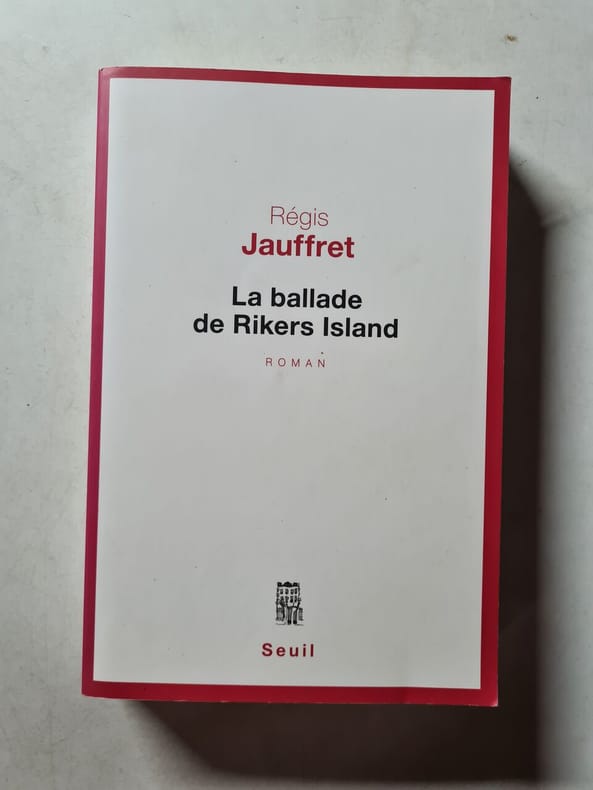 Régis
Jauffret
La ballade
de Rikers Island
ROMAN
Seuil